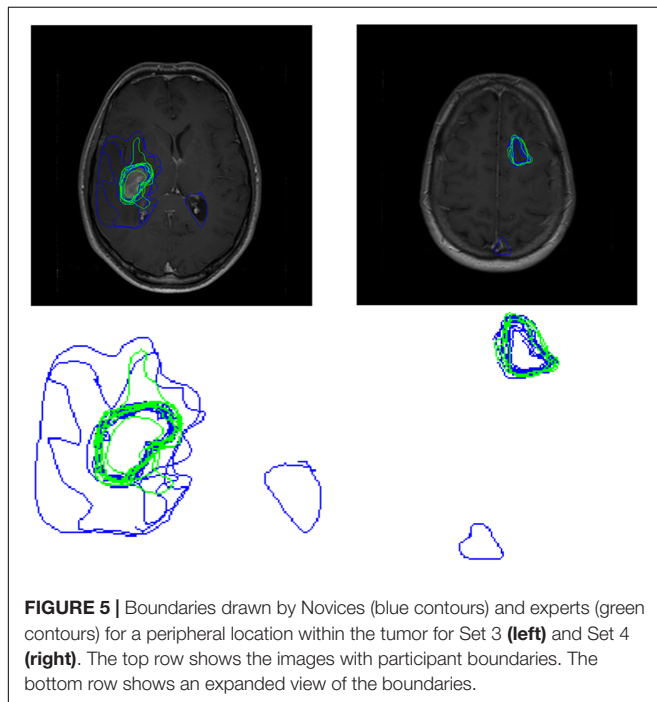 FIGURE 5 | Boundaries drawn by Novices (blue contours) and experts (green
contours) for a peripheral location within the tumor for Set 3 (left) and Set 4
(right). The top row shows the images with participant boundaries. The
bottom row shows an expanded view of the boundaries.